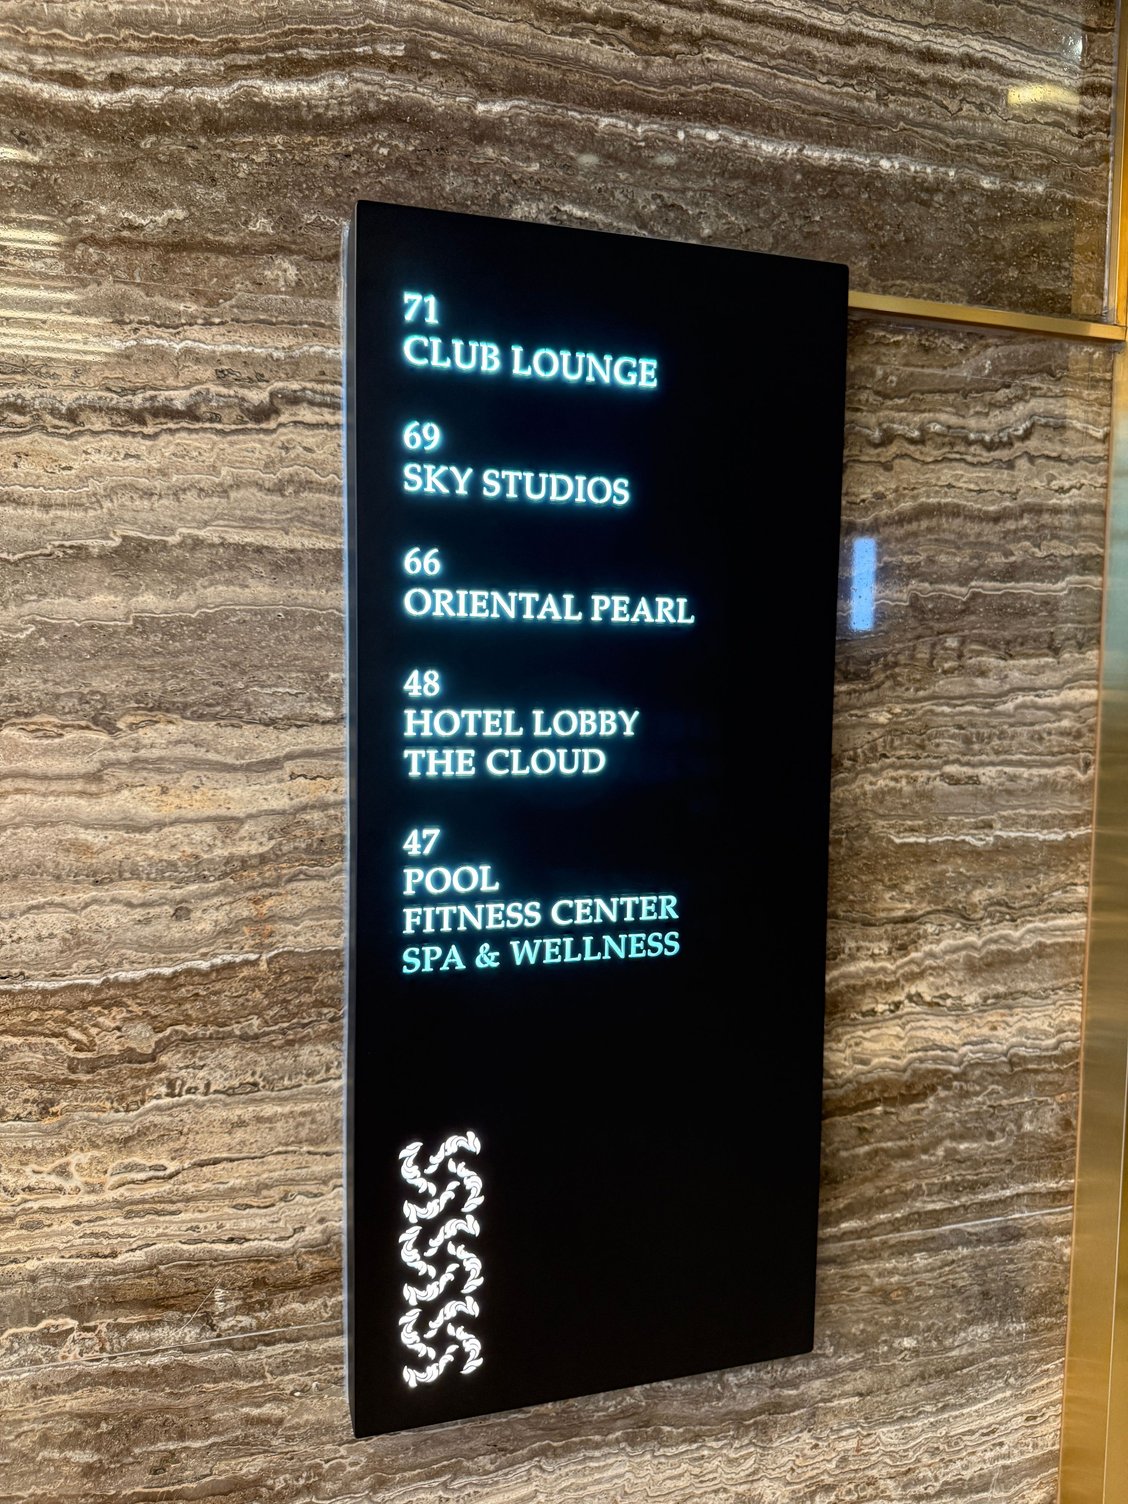 71
CLUB LOUNGE
69
SKY STUDIOS
66
ORIENTAL PEARL
48
HOTEL LOBBY
THE CLOUD
47
POOL
FITNESS CENTER
SPA & WELLNESS